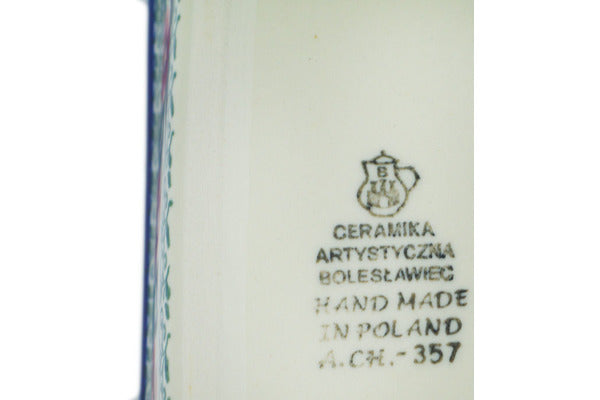 B
CERAMIKA
ARTYSTYCZNA
BOLESŁAWIEC
HAND MADE
IN POLAND
A.CH.-357